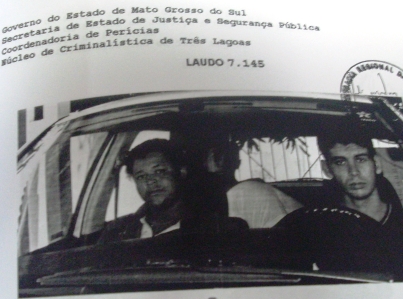 Governo do Estado de Mato Grosso do Sul
Secretaria de Estado de Justiça e Segurança Pública
Coordenadoria de Perícias
Núcleo de Criminalística de Três Lagoas
LAUDO 7.145
REGIONAL